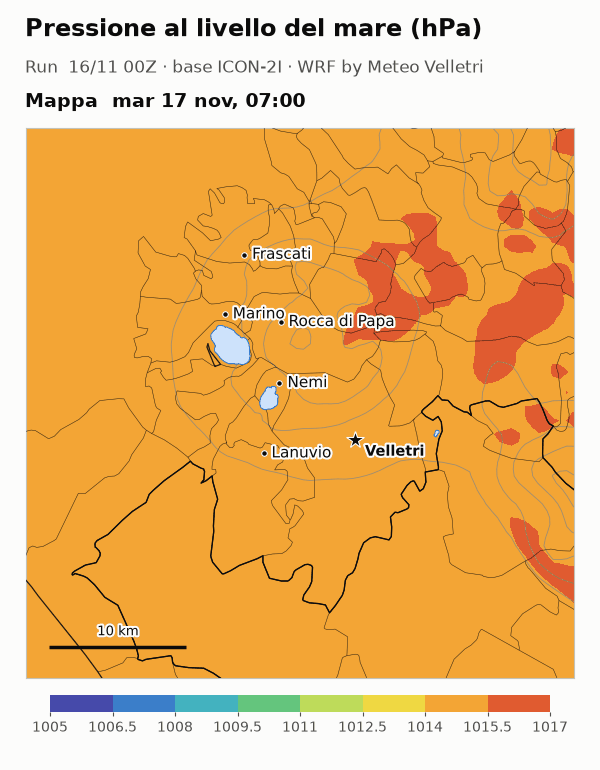 Pressione al livello del mare (hPa)
Run  16/11 00Z · base ICON-2I · WRF by Meteo Velletri
Mappa  mar 17 nov, 07:00
Frascati
Marino
Rocca di Papa
Nemi
Velletri
Lanuvio
10 km
1005 1006.5 1008 1009.5 1011 1012.5 1014 1015.5 1017